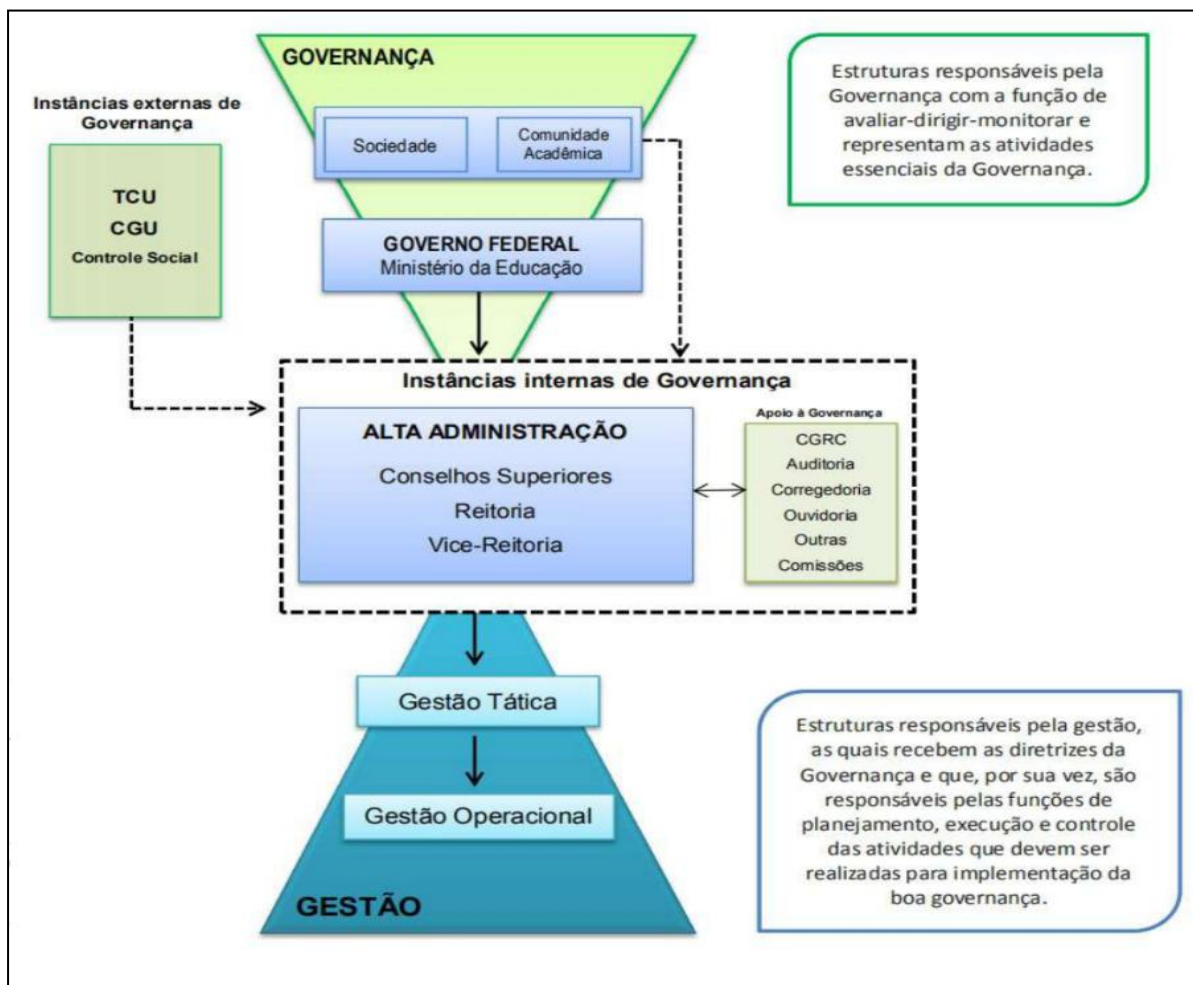 GOVERNANÇA
Instâncias externas de
Governança
TCU
CGU
Controle Social
Sociedade
Comunidade
Acadêmica
GOVERNO FEDERAL
Ministério da Educação
Estruturas responsáveis pela
Governança com a função de
avaliar-dirigir-monitorar e
representam as atividades
essenciais da Governança.
Instâncias internas de Governança
ALTA ADMINISTRAÇÃO
Conselhos Superiores
Reitoria
Vice-Reitoria
Apoio à Governança
CGRC
Auditoria
Corregedoria
Ouvidoria
Outras
Comissões
Gestão Tática
Gestão Operacional
GESTÃO
Estruturas responsáveis pela gestão,
as quais recebem as diretrizes da
Governança e que, por sua vez, são
responsáveis pelas funções de
planejamento, execução e controle
das atividades que devem ser
realizadas para implementação da
boa governança.